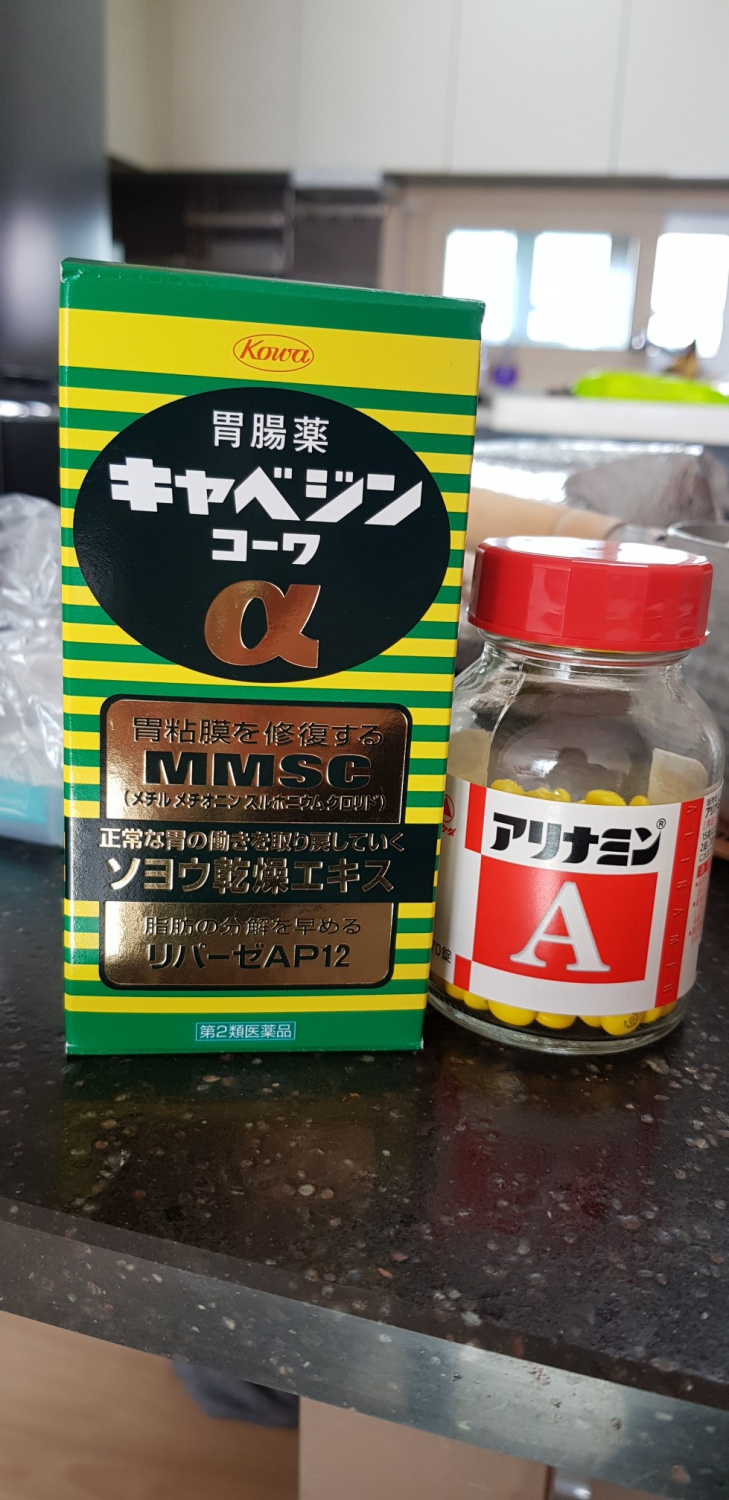 Kowa
胃腸薬
キャベジン
コーワ
α
胃粘膜を修復する
MMSC
(メチルメチオニンスルホニウムクロリド)
正常な胃の働きを取り戻していく
ソヨウ乾燥エキス
脂肪の分解を早める
リパーゼAP12
第2類医薬品
アリナミン®
A
ALINAMIN
70錠